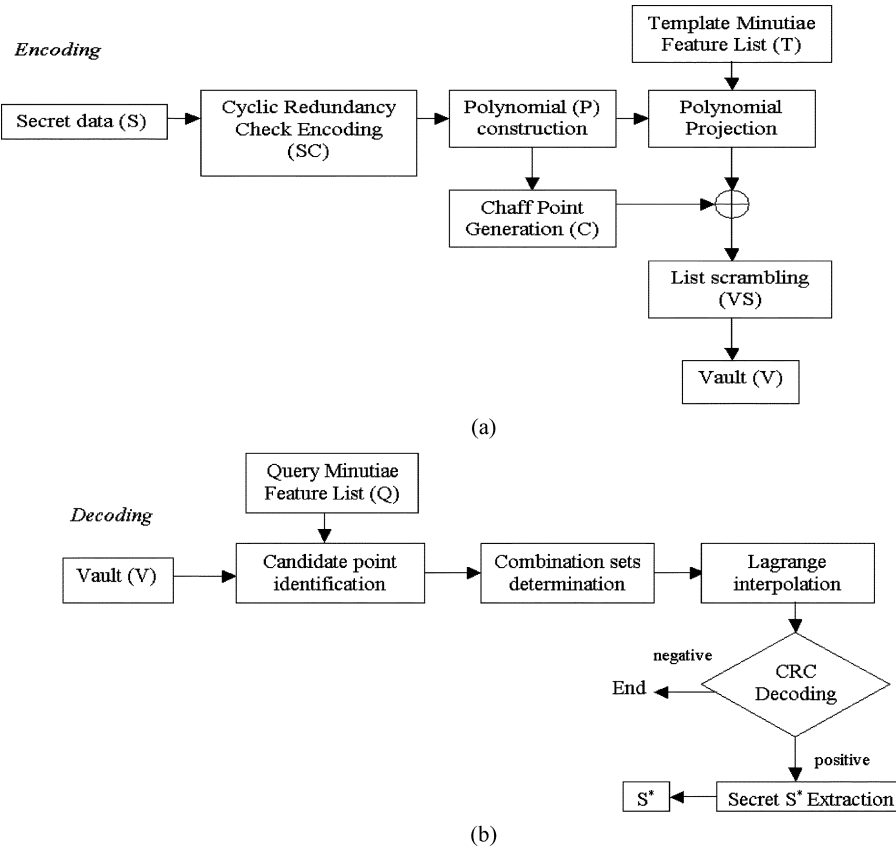 Template Minutiae
Feature List (T)
Encoding
Secret data (S)
Cyclic Redundancy
Check Encoding
(SC)
Polynomial (P)
construction
Polynomial
Projection
Chaff Point
Generation (C)
List scrambling
(VS)
Vault (V)
(a)
Query Minutiae
Feature List (Q)
Decoding
Vault (V)
Candidate point
identification
Combination sets
determination
Lagrange
interpolation
negative
CRC
Decoding
End
positive
S*
Secret S* Extraction
(b)